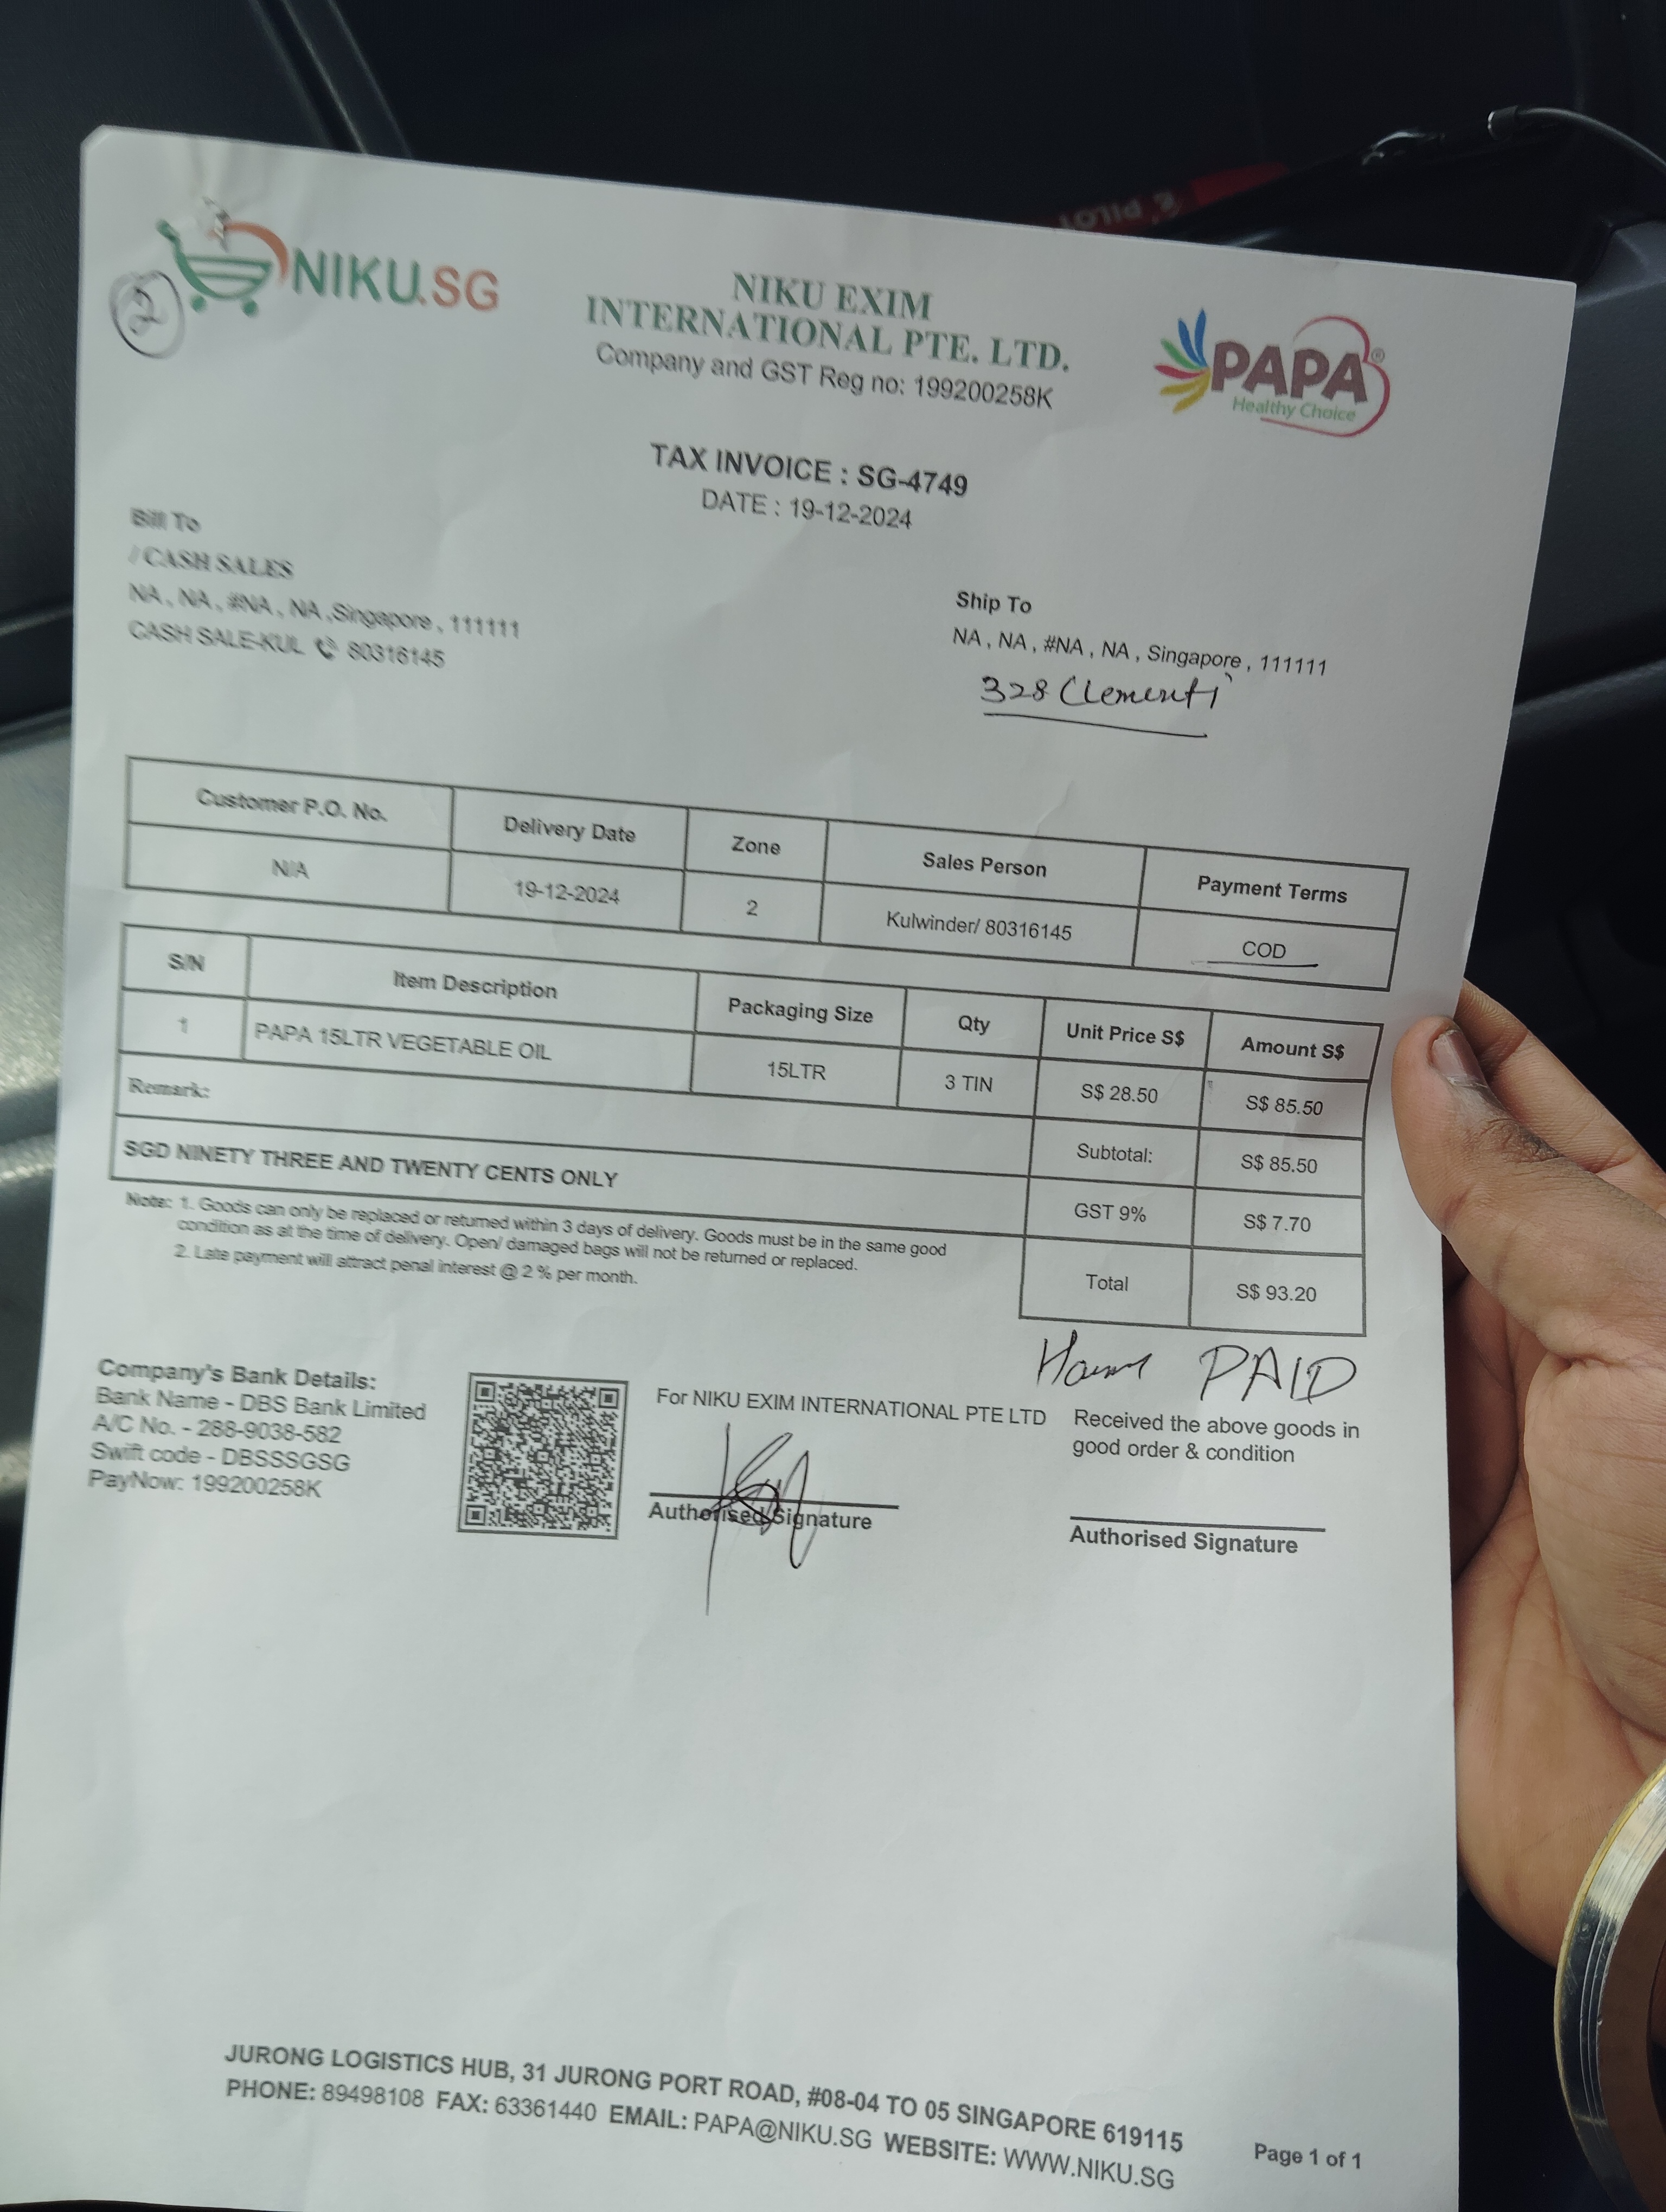 PILOT
NIKU.SG
2
NIKU EXIM
INTERNATIONAL PTE. LTD.
Company and GST Reg no: 199200258K
PAPA®
Healthy Choice
TAX INVOICE : SG-4749
DATE : 19-12-2024
Bill To
/ CASH SALES
NA , NA , #NA , NA ,Singapore , 111111
CASH SALE-KUL 80316145
Ship To
NA , NA , #NA , NA , Singapore , 111111
328 Clementi
Customer P.O. No. Delivery Date Zone Sales Person Payment Terms
N/A 19-12-2024 2 Kulwinder/ 80316145 COD
S/N Item Description Packaging Size Qty Unit Price S$ Amount S$
1 PAPA 15LTR VEGETABLE OIL 15LTR 3 TIN S$ 28.50 S$ 85.50
Remark: Subtotal: S$ 85.50
SGD NINETY THREE AND TWENTY CENTS ONLY GST 9% S$ 7.70
Total S$ 93.20
Note: 1. Goods can only be replaced or returned within 3 days of delivery. Goods must be in the same good
condition as at the time of delivery. Open/ damaged bags will not be returned or replaced.
2. Late payment will attract penal interest @ 2 % per month.
PAID
Company's Bank Details:
Bank Name - DBS Bank Limited
A/C No. - 288-9038-582
Swift code - DBSSSGSG
PayNow: 199200258K
For NIKU EXIM INTERNATIONAL PTE LTD
Authorised Signature
Received the above goods in
good order & condition
Authorised Signature
JURONG LOGISTICS HUB, 31 JURONG PORT ROAD, #08-04 TO 05 SINGAPORE 619115
PHONE: 89498108 FAX: 63361440 EMAIL: PAPA@NIKU.SG WEBSITE: WWW.NIKU.SG
Page 1 of 1